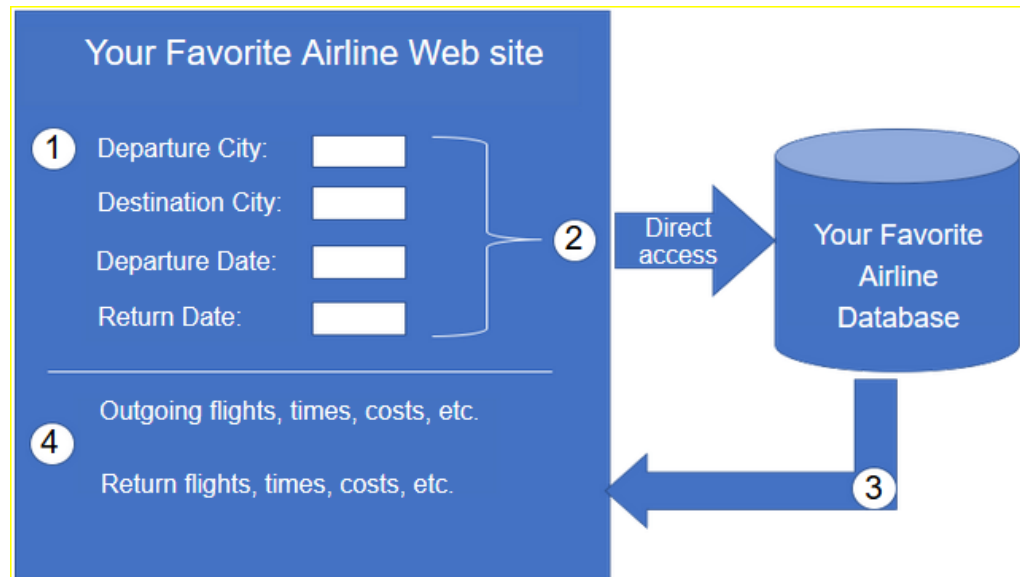 Your Favorite Airline Web site
1
Departure City:
Destination City:
Departure Date:
Return Date:
2
Direct
access
Your Favorite
Airline
Database
3
4
Outgoing flights, times, costs, etc.
Return flights, times, costs, etc.